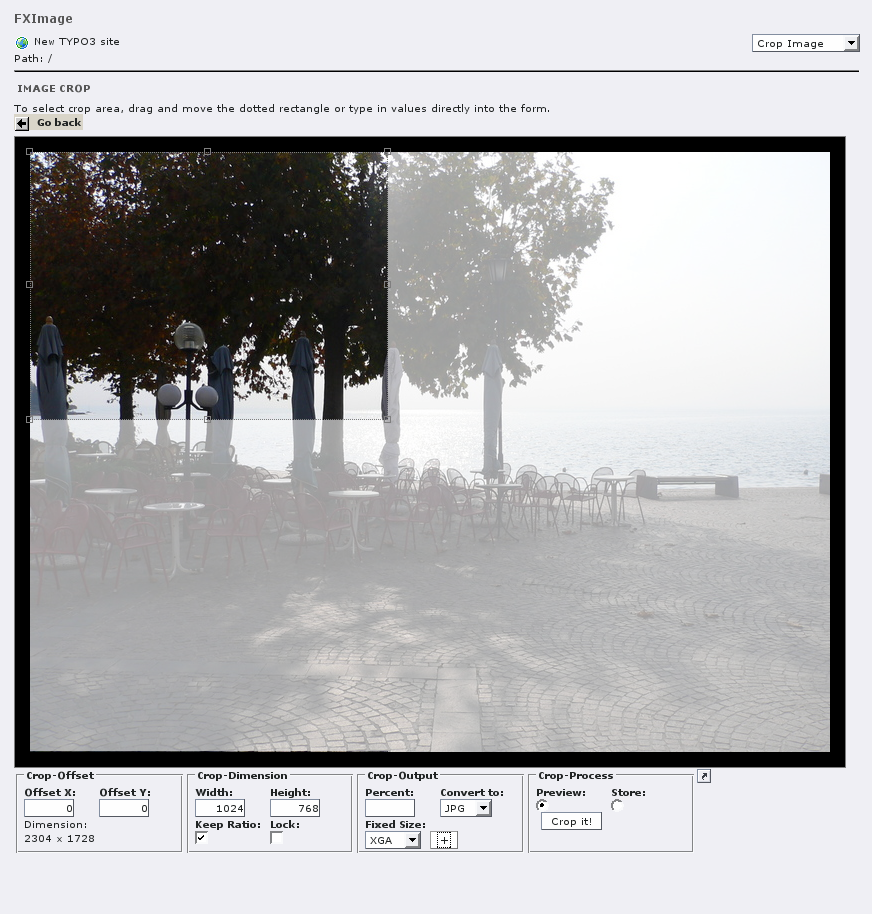 FXImage
New TYPO3 site
Crop Image
Path: /
IMAGE CROP
To select crop area, drag and move the dotted rectangle or type in values directly into the form.
Go back
Crop-Offset
Offset X: Offset Y:
0 0
Dimension:
2304 x 1728
Crop-Dimension
Width: Height:
1024 768
Keep Ratio: Lock:
Crop-Output
Percent: Convert to:
JPG
Fixed Size:
XGA
Crop-Process
Preview: Store:
Crop it!